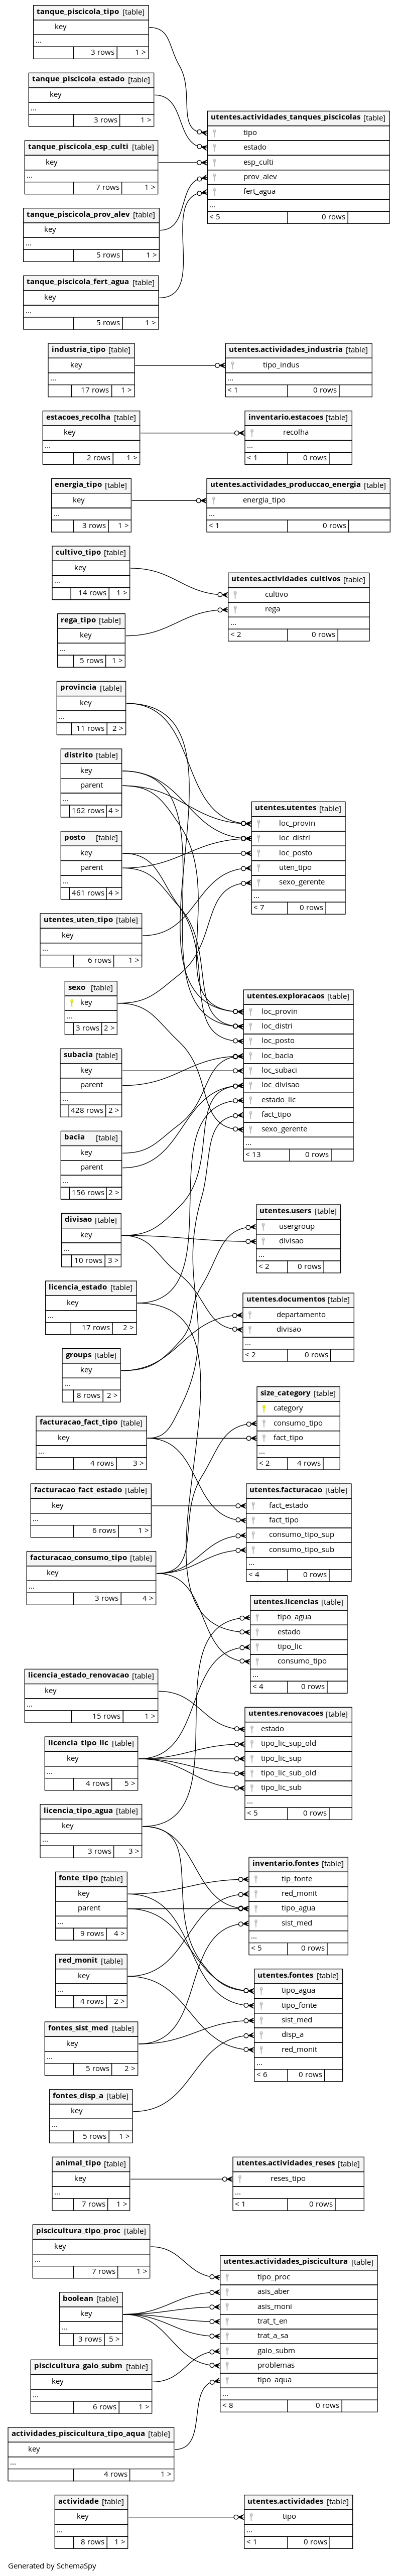 tanque_piscicola_tipo [table]
key
...
3 rows 1 >
tanque_piscicola_estado [table]
key
...
3 rows 1 >
tanque_piscicola_esp_culti [table]
key
...
7 rows 1 >
tanque_piscicola_prov_alev [table]
key
...
5 rows 1 >
tanque_piscicola_fert_agua [table]
key
...
5 rows 1 >
utentes.actividades_tanques_piscicolas [table]
tipo
estado
esp_culti
prov_alev
fert_agua
...
< 5 0 rows
industria_tipo [table]
key
...
17 rows 1 >
utentes.actividades_industria [table]
tipo_indus
...
< 1 0 rows
estacoes_recolha [table]
key
...
2 rows 1 >
inventario.estacoes [table]
recolha
...
< 1 0 rows
energia_tipo [table]
key
...
3 rows 1 >
utentes.actividades_produccao_energia [table]
energia_tipo
...
< 1 0 rows
cultivo_tipo [table]
key
...
14 rows 1 >
rega_tipo [table]
key
...
5 rows 1 >
utentes.actividades_cultivos [table]
cultivo
rega
...
< 2 0 rows
provincia [table]
key
...
11 rows 2 >
distrito [table]
key
parent
...
162 rows 4 >
posto [table]
key
parent
...
461 rows 4 >
utentes_uten_tipo [table]
key
...
6 rows 1 >
utentes.utentes [table]
loc_provin
loc_distri
loc_posto
uten_tipo
sexo_gerente
...
< 7 0 rows
sexo [table]
key
...
3 rows 2 >
subacia [table]
key
parent
...
428 rows 2 >
bacia [table]
key
parent
...
156 rows 2 >
utentes.exploracaos [table]
loc_provin
loc_distri
loc_posto
loc_bacia
loc_subaci
loc_divisao
estado_lic
fact_tipo
sexo_gerente
...
< 13 0 rows
divisao [table]
key
...
10 rows 3 >
utentes.users [table]
usergroup
divisao
...
< 2 0 rows
licencia_estado [table]
key
...
17 rows 2 >
utentes.documentos [table]
departamento
divisao
...
< 2 0 rows
groups [table]
key
...
8 rows 2 >
facturacao_fact_tipo [table]
key
...
4 rows 3 >
size_category [table]
category
consumo_tipo
fact_tipo
...
< 2 4 rows
facturacao_fact_estado [table]
key
...
6 rows 1 >
facturacao_consumo_tipo [table]
key
...
3 rows 4 >
utentes.facturacao [table]
fact_estado
fact_tipo
consumo_tipo_sup
consumo_tipo_sub
...
< 4 0 rows
utentes.licencias [table]
tipo_agua
estado
tipo_lic
consumo_tipo
...
< 4 0 rows
licencia_estado_renovacao [table]
key
...
15 rows 1 >
licencia_tipo_lic [table]
key
...
4 rows 5 >
utentes.renovacoes [table]
estado
tipo_lic_sup_old
tipo_lic_sup
tipo_lic_sub_old
tipo_lic_sub
...
< 5 0 rows
licencia_tipo_agua [table]
key
...
3 rows 3 >
fonte_tipo [table]
key
parent
...
9 rows 4 >
inventario.fontes [table]
tip_fonte
red_monit
tipo_agua
sist_med
...
< 5 0 rows
red_monit [table]
key
...
4 rows 2 >
fontes_sist_med [table]
key
...
5 rows 2 >
utentes.fontes [table]
tipo_agua
tipo_fonte
sist_med
disp_a
red_monit
...
< 6 0 rows
fontes_disp_a [table]
key
...
5 rows 1 >
animal_tipo [table]
key
...
7 rows 1 >
utentes.actividades_reses [table]
reses_tipo
...
< 1 0 rows
piscicultura_tipo_proc [table]
key
...
7 rows 1 >
boolean [table]
key
...
3 rows 5 >
piscicultura_gaio_subm [table]
key
...
6 rows 1 >
actividades_piscicultura_tipo_aqua [table]
key
...
4 rows 1 >
utentes.actividades_piscicultura [table]
tipo_proc
asis_aber
asis_moni
trat_t_en
trat_a_sa
gaio_subm
problemas
tipo_aqua
...
< 8 0 rows
actividade [table]
key
...
8 rows 1 >
utentes.actividades [table]
tipo
...
< 1 0 rows
Generated by SchemaSpy